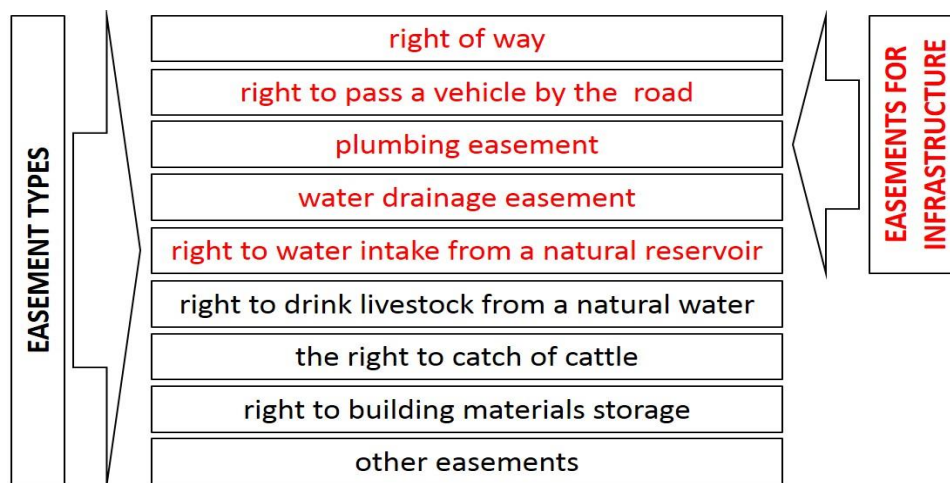 EASEMENT TYPES
right of way
right to pass a vehicle by the road
plumbing easement
water drainage easement
right to water intake from a natural reservoir
right to drink livestock from a natural water
the right to catch of cattle
right to building materials storage
other easements
EASEMENTS FOR
INFRASTRUCTURE